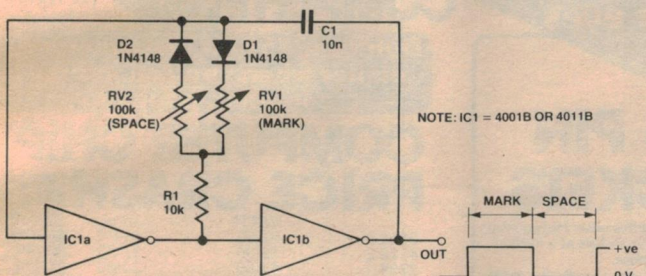 C1
10n
D2
1N4148
D1
1N4148
RV2
100k
(SPACE)
RV1
100k
(MARK)
NOTE: IC1 = 4001B OR 4011B
R1
10k
MARK
SPACE
IC1a
IC1b
OUT
+ve
0 V